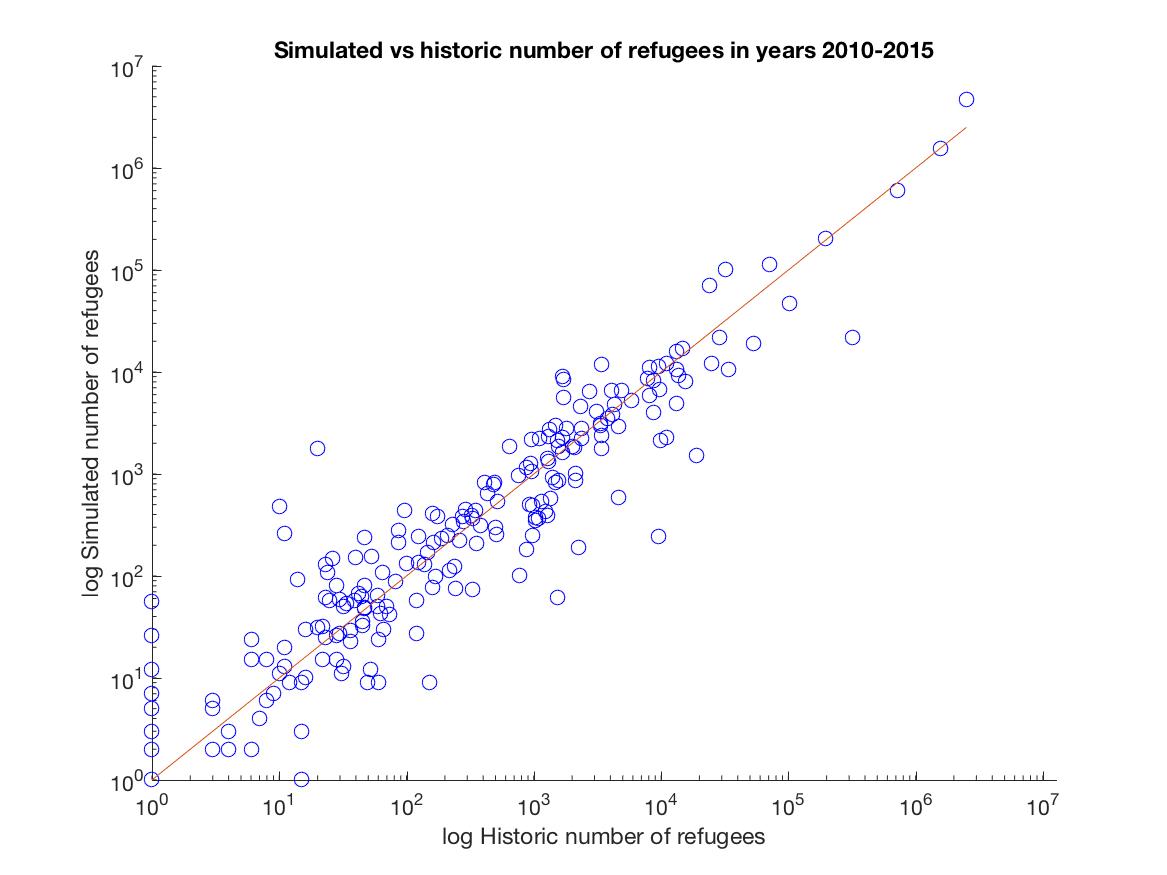 Simulated vs historic number of refugees in years 2010-2015
10^7
10^6
10^5
10^4
10^3
10^2
10^1
10^0
log Simulated number of refugees
10^0 10^1 10^2 10^3 10^4 10^5 10^6 10^7
log Historic number of refugees